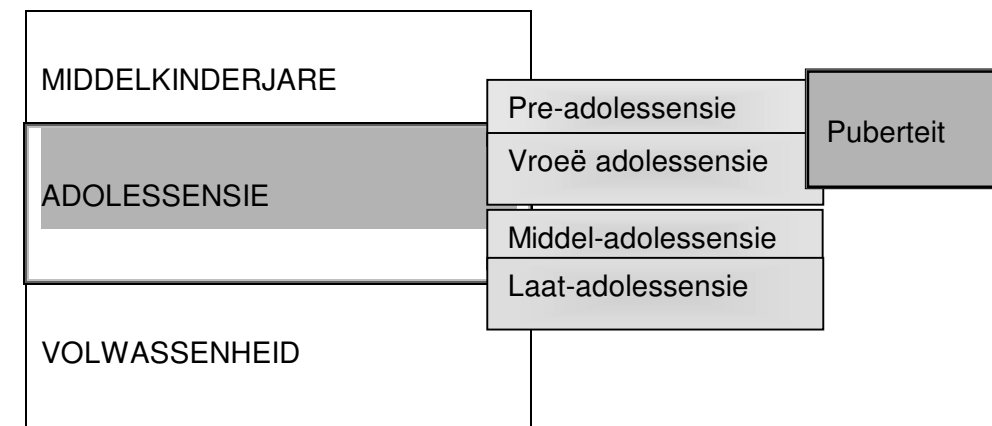 MIDDELKINDERJARE
Pre-adolessensie
Puberteit
Vroeë adolessensie
ADOLESSENSIE
Middel-adolessensie
Laat-adolessensie
VOLWASSENHEID